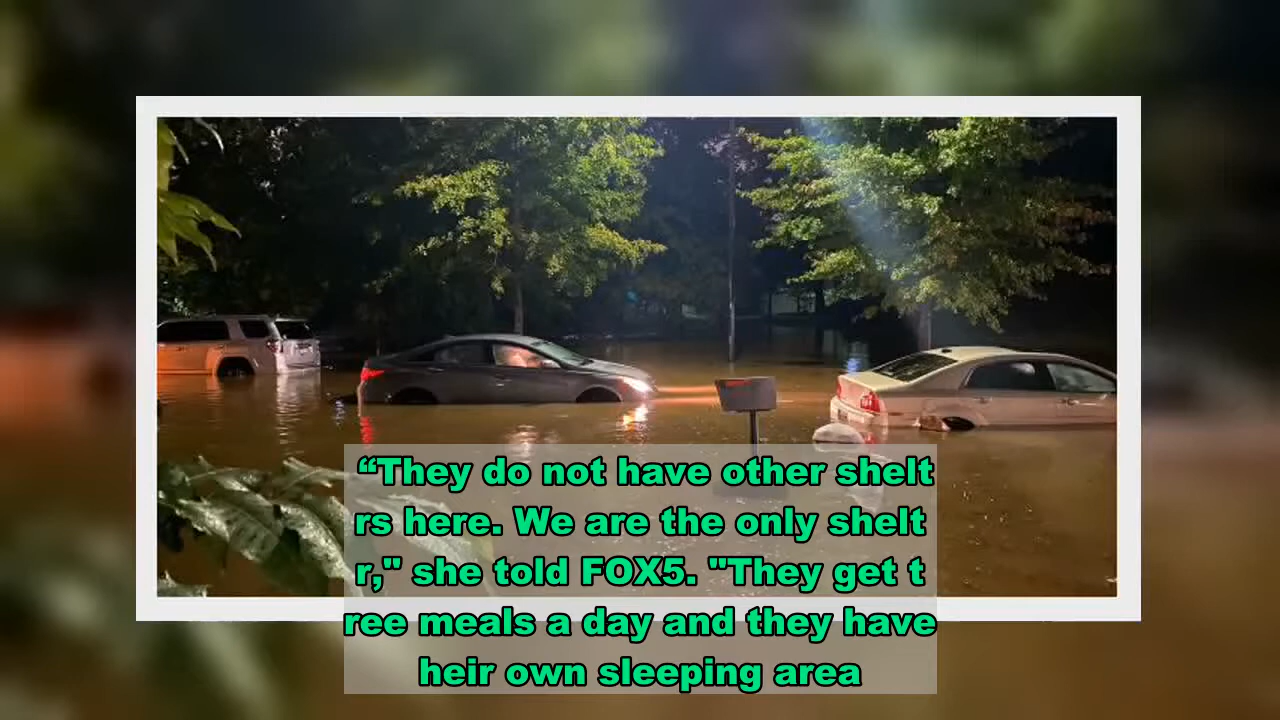 “They do not have other shelt
rs here. We are the only shelt
r," she told FOX5. "They get t
ree meals a day and they have
heir own sleeping area